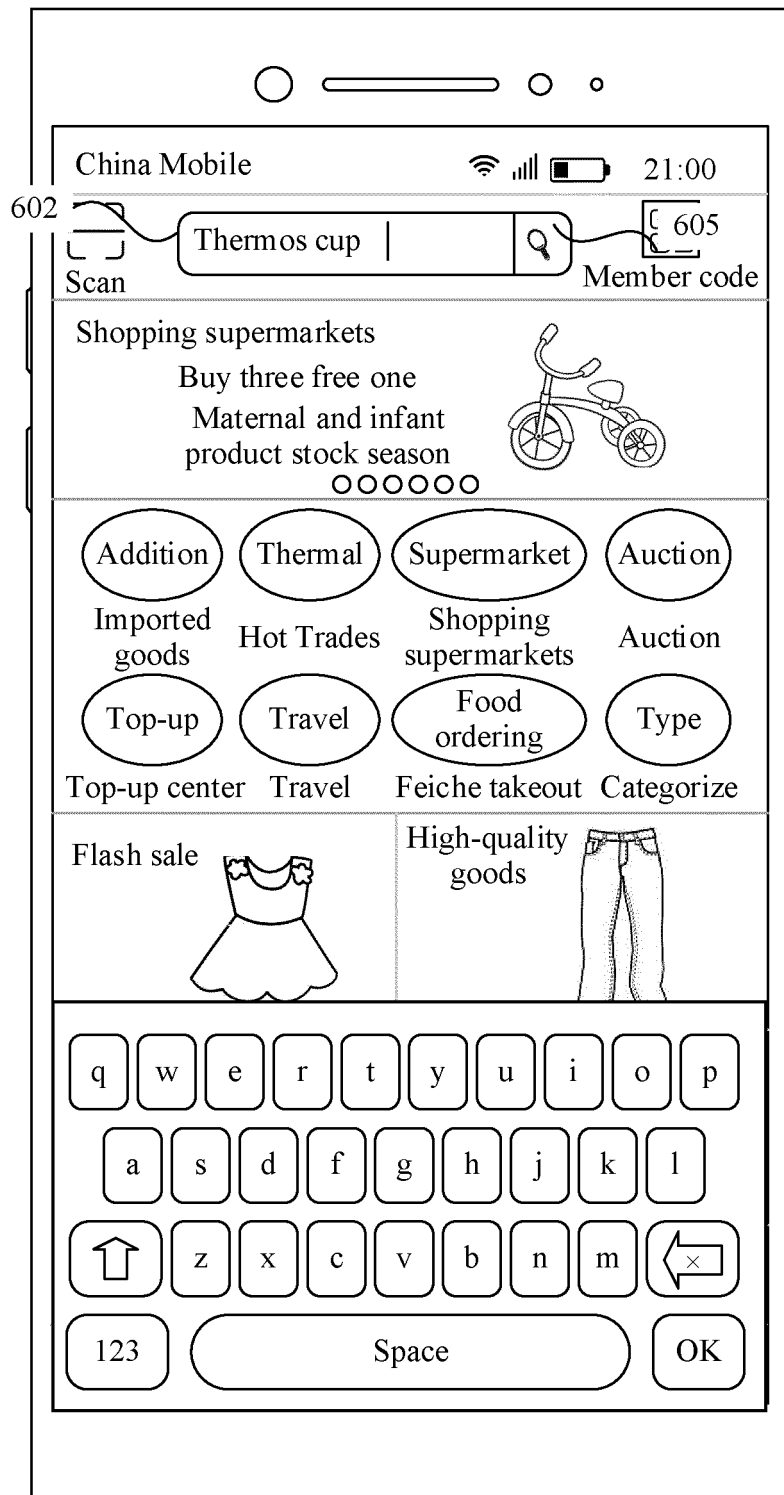 China Mobile 21:00
602
Thermos cup
605
Scan
Member code
Shopping supermarkets
Buy three free one
Maternal and infant
product stock season
Addition Thermal Supermarket Auction
Imported
goods
Hot Trades
Shopping
supermarkets
Auction
Top-up Travel
Food
ordering
Type
Top-up center Travel Feiche takeout Categorize
Flash sale
High-quality
goods
q w e r t y u i o p
a s d f g h j k l
z x c v b n m ×
123 Space OK